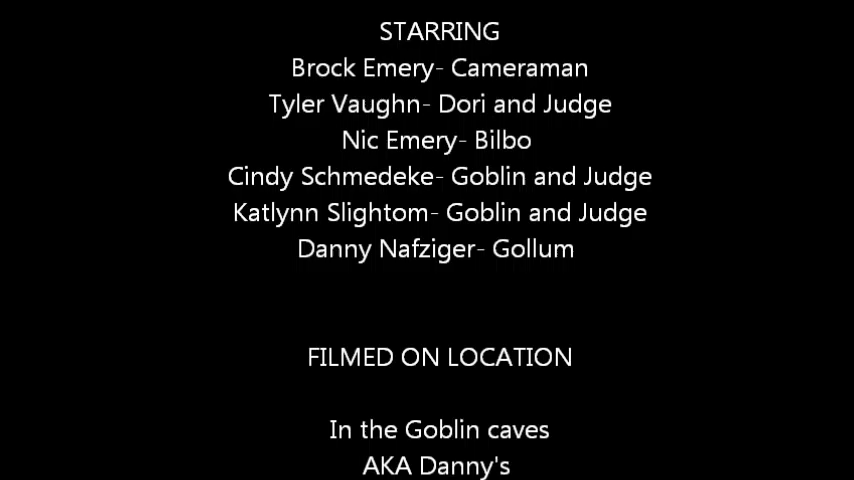 STARRING
Brock Emery- Cameraman
Tyler Vaughn- Dori and Judge
Nic Emery- Bilbo
Cindy Schmedeke- Goblin and Judge
Katlynn Slightom- Goblin and Judge
Danny Nafziger- Gollum
FILMED ON LOCATION
In the Goblin caves
AKA Danny's